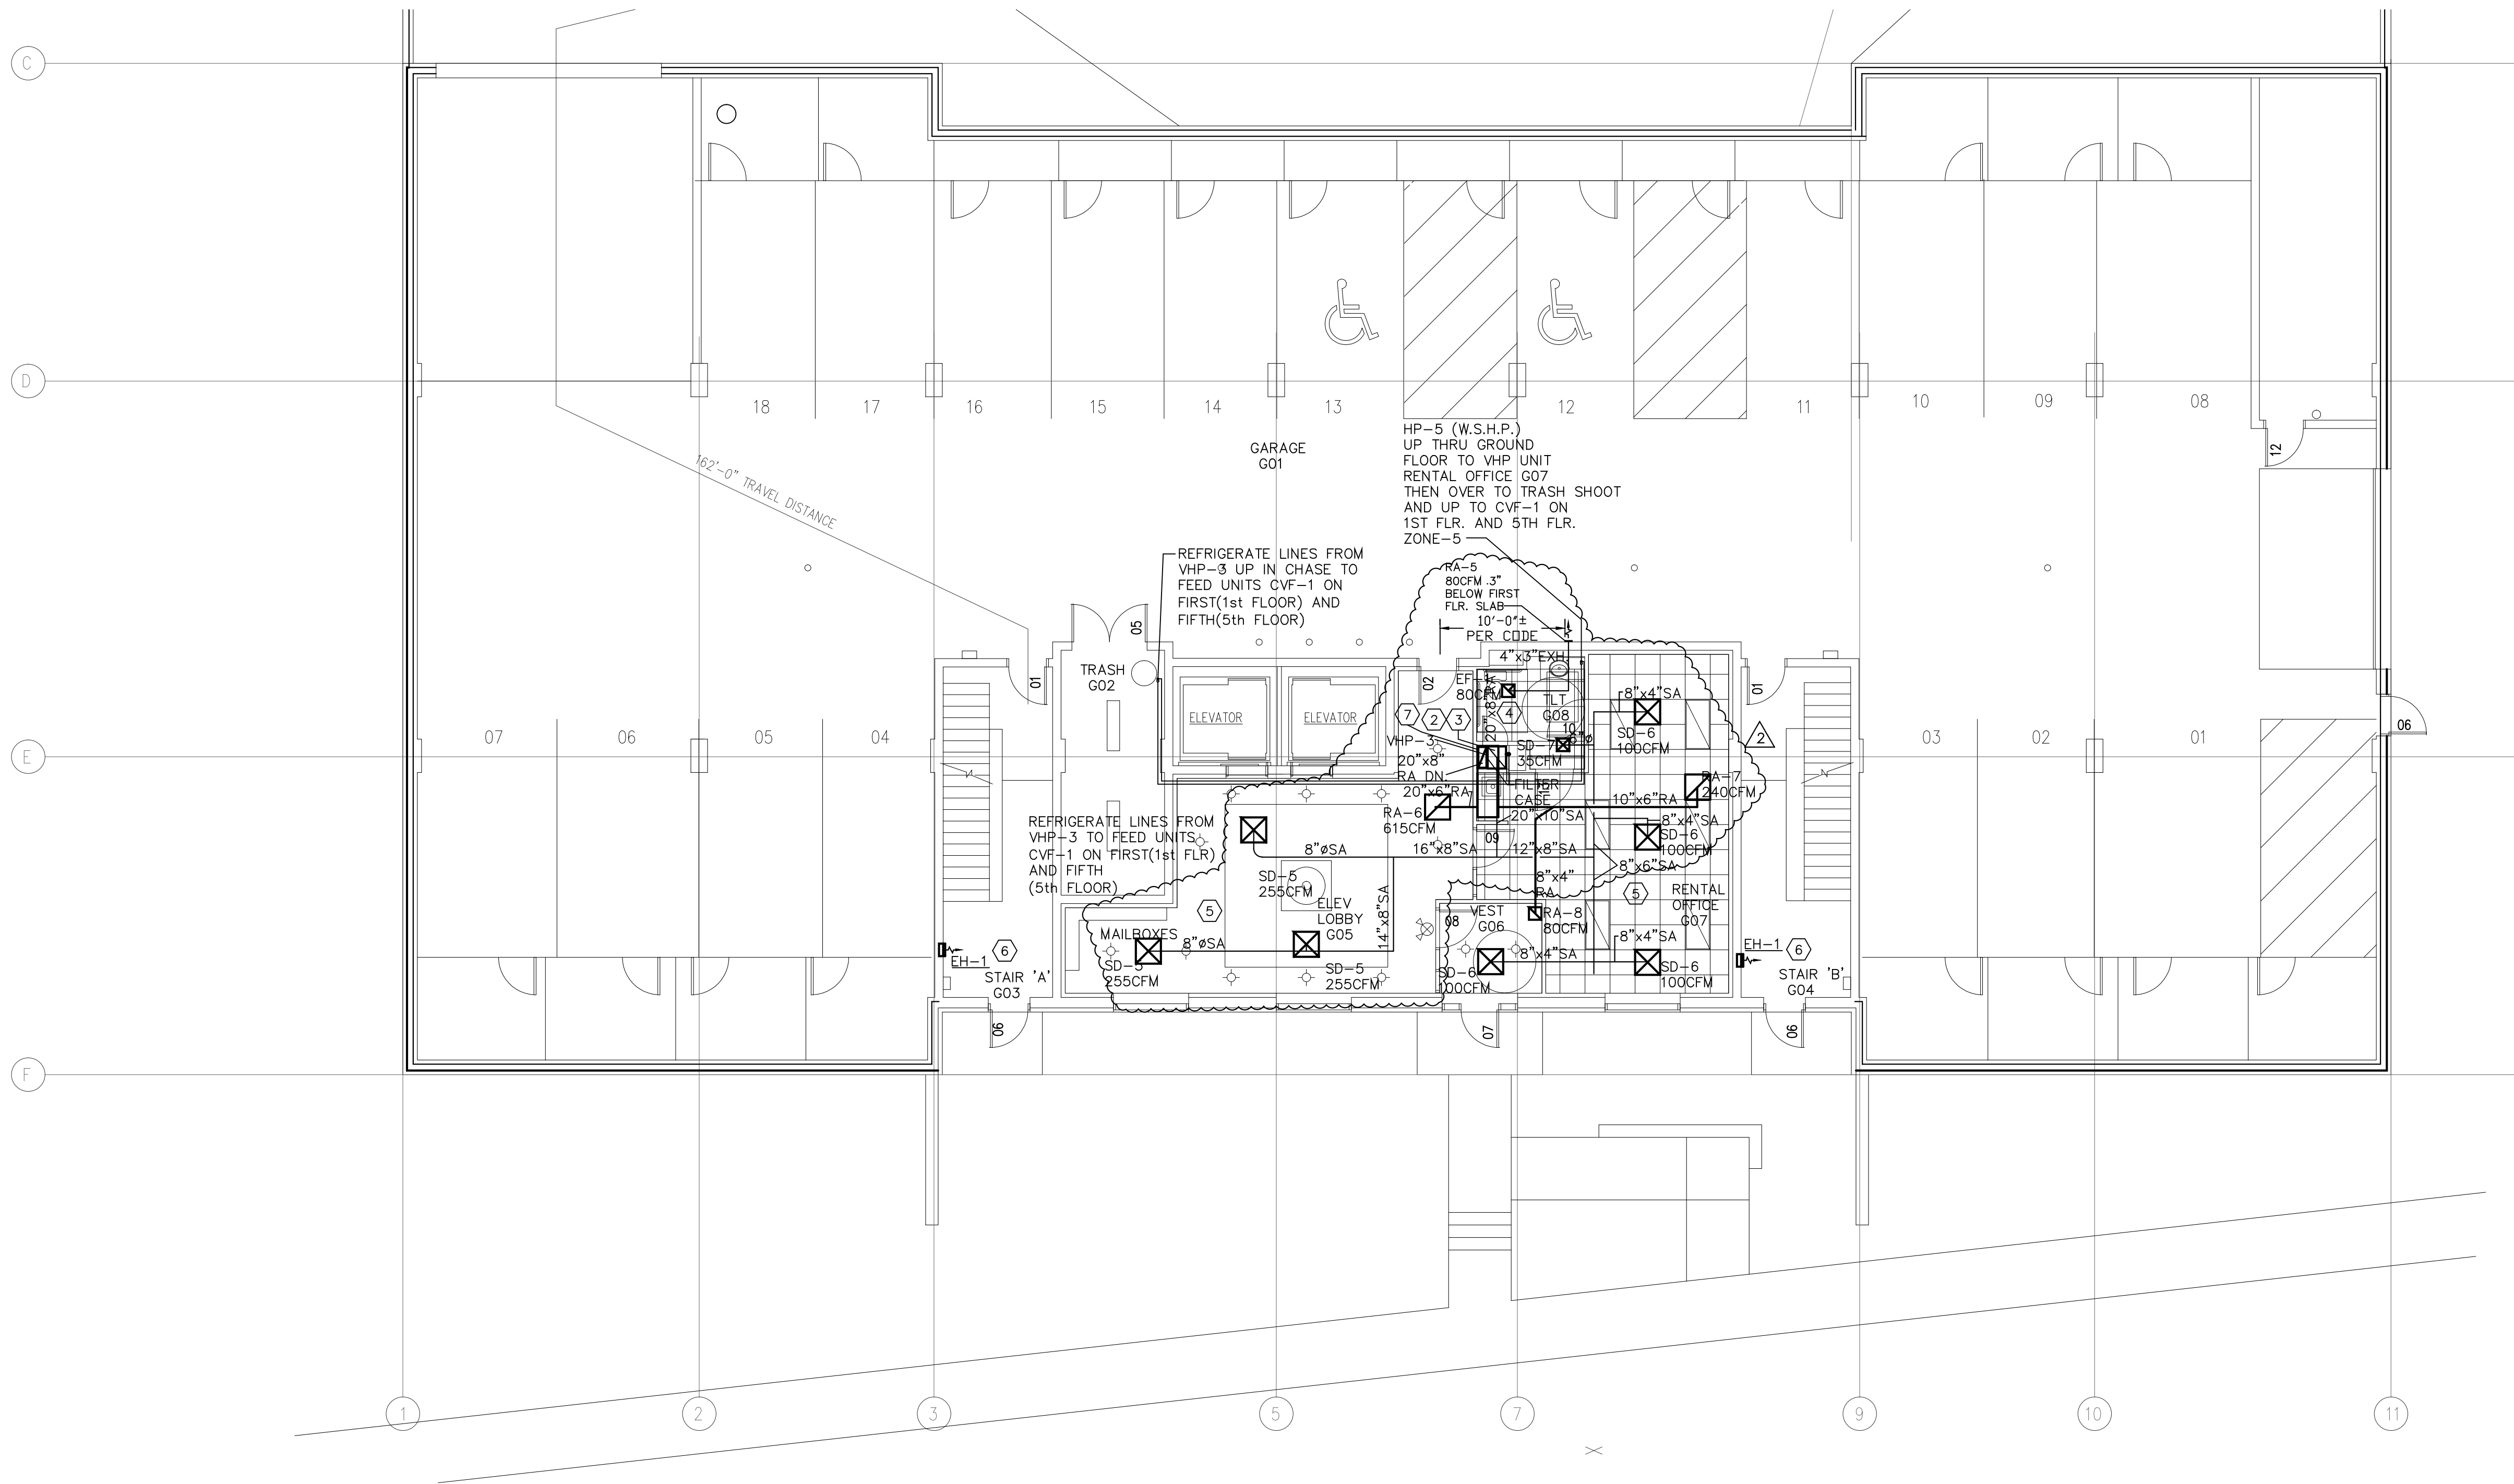 C
D
18
17
16
15
14
13
12
11
10
09
08
12
HP-5 (W.S.H.P.)
UP THRU GROUND
FLOOR TO VHP UNIT
RENTAL OFFICE G07
THEN OVER TO TRASH SHOOT
AND UP TO CVF-1 ON
1ST FLR. AND 5TH FLR.
ZONE-5
GARAGE
G01
162'-0" TRAVEL DISTANCE
REFRIGERATE LINES FROM
VHP-3 UP IN CHASE TO
FEED UNITS CVF-1 ON
FIRST(1st FLOOR) AND
FIFTH(5th FLOOR)
RA-5
80CFM .3"
BELOW FIRST
FLR. SLAB
10'-0"±
PER CODE
05
TRASH
G02
01
02
01
4"x3"EXH
80CFM
20"x8"RA
TLT
G08
8"x4"SA
ELEVATOR
ELEVATOR
7
2
3
4
SD-6
100CFM
2
06
E
07
06
05
04
03
02
01
VHP-3
20"x8"
RA DN.
SD-7
35CFM
20"x6"RA
FILTER
CASE
11
10"x6"RA
RA-7
240CFM
RA-6
615CFM
20"x10"SA
8"x4"SA
REFRIGERATE LINES FROM
VHP-3 TO FEED UNITS
CVF-1 ON FIRST(1st FLR)
AND FIFTH
(5th FLOOR)
09
SD-6
100CFM
8"øSA
16"x8"SA
12"x8"SA
8"x6"SA
SD-5
255CFM
8"x4"
RA
5
RENTAL
OFFICE
G07
5
ELEV
LOBBY
G05
14"x8"SA
VEST
G06
08
RA-8
80CFM
MAILBOXES
8"øSA
8"x4"SA
8"x4"SA
EH-1
6
EH-1
6
SD-5
255CFM
SD-5
255CFM
SD-6
100CFM
SD-6
100CFM
STAIR 'A'
G03
STAIR 'B'
G04
06
07
06
F
1
2
3
5
7
9
10
11